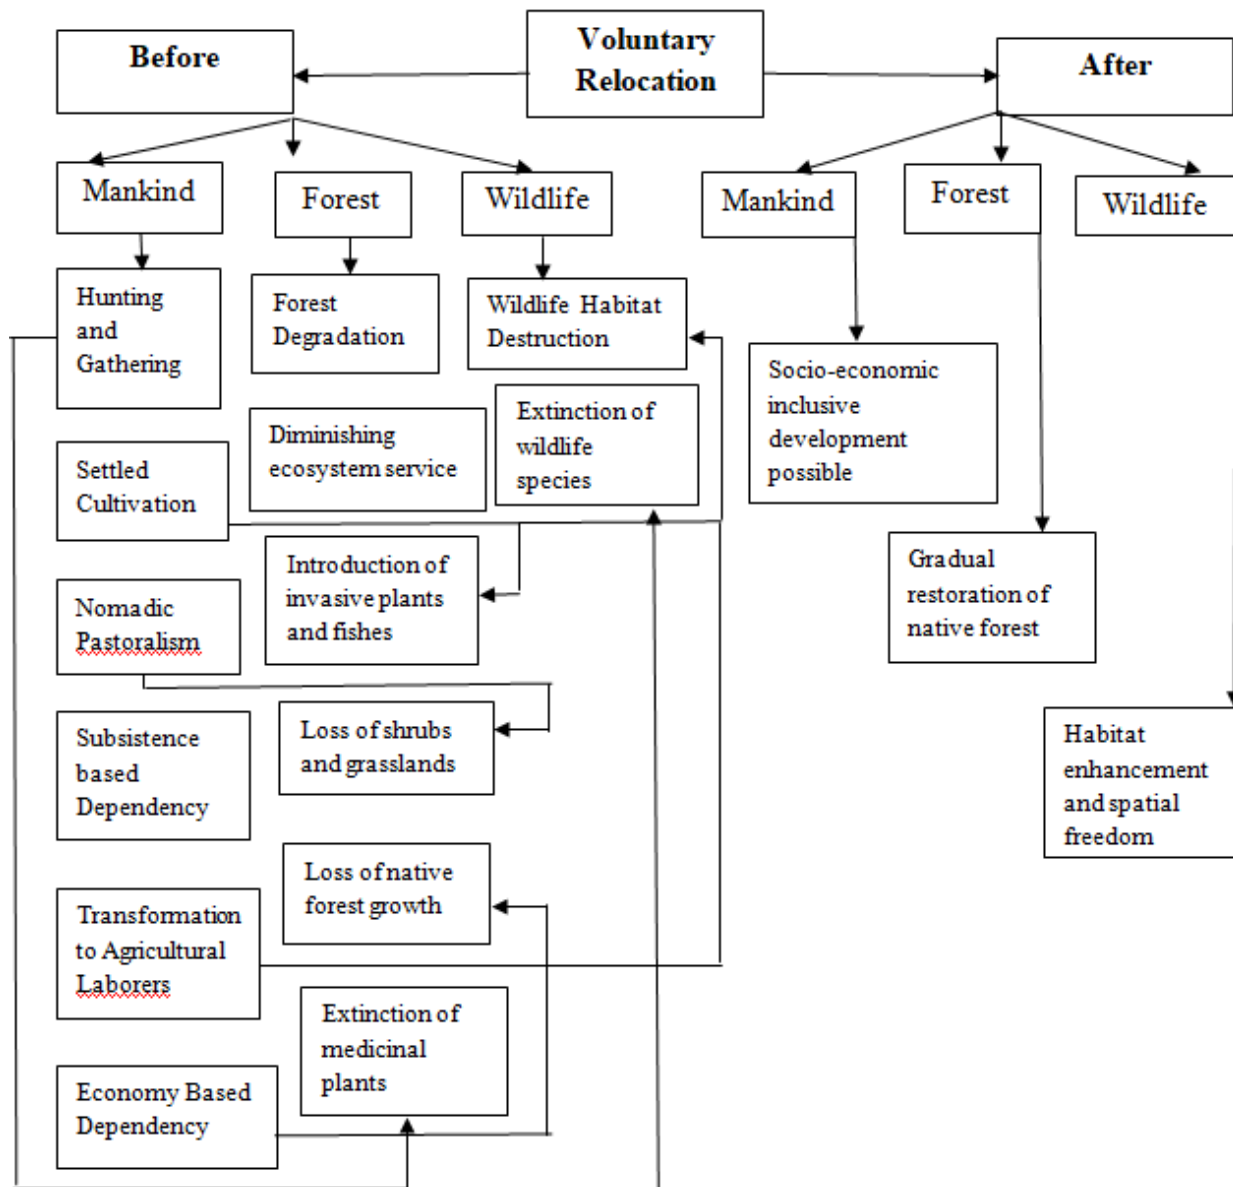 Before
Voluntary
Relocation
After
Mankind
Forest
Wildlife
Mankind
Forest
Wildlife
Hunting
and
Gathering
Forest
Degradation
Wildlife Habitat
Destruction
Socio-economic
inclusive
development
possible
Settled
Cultivation
Diminishing
ecosystem service
Extinction of
wildlife
species
Introduction of
invasive plants
and fishes
Gradual
restoration of
native forest
Nomadic
Pastoralism
Subsistence
based
Dependency
Loss of shrubs
and grasslands
Habitat
enhancement
and spatial
freedom
Loss of native
forest growth
Transformation
to Agricultural
Laborers
Extinction of
medicinal
plants
Economy Based
Dependency